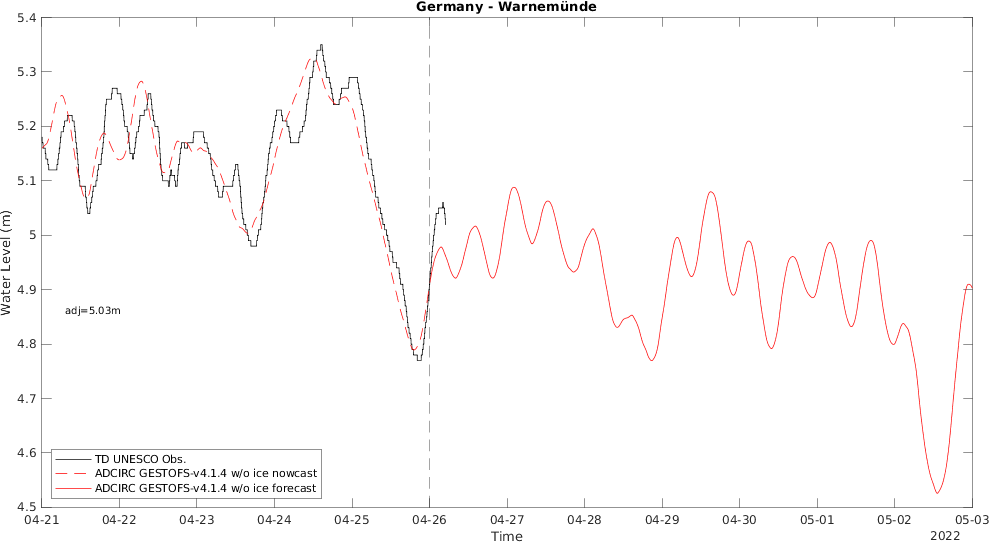 Germany - Warnemünde
5.4
5.3
5.2
5.1
5
4.9
4.8
4.7
4.6
4.5
Water Level (m)
adj=5.03m
TD UNESCO Obs.
ADCIRC GESTOFS-v4.1.4 w/o ice nowcast
ADCIRC GESTOFS-v4.1.4 w/o ice forecast
04-21 04-22 04-23 04-24 04-25 04-26 04-27 04-28 04-29 04-30 05-01 05-02 05-03
Time
2022